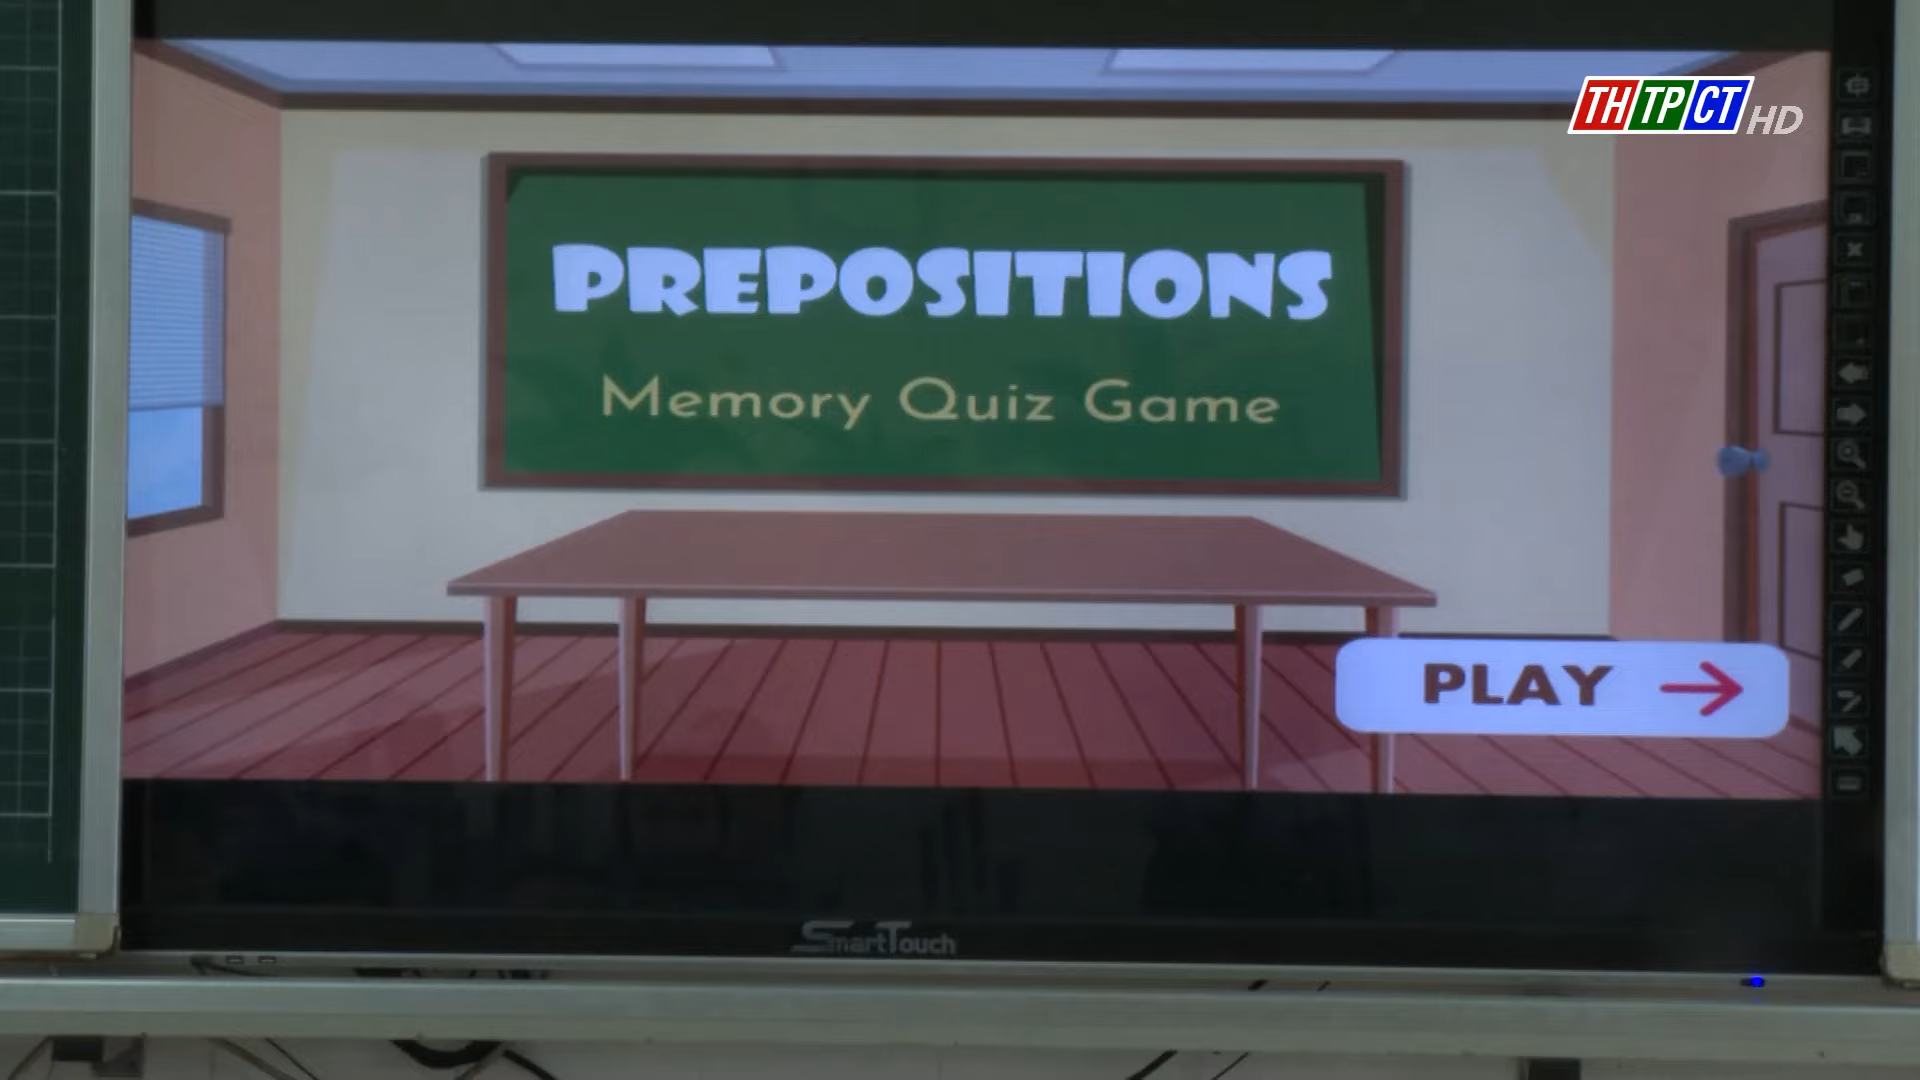 THTPCT HD
PREPOSITIONS
Memory Quiz Game
PLAY
SmartTouch